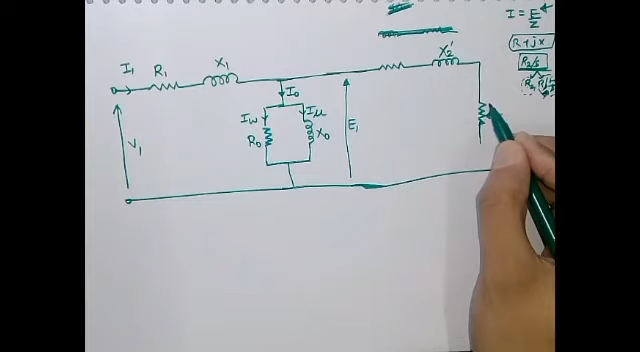 I = E/Z
R+jx
R2/s
I1
R1
X1
X2'
I0
Iw
Iμ
R0
X0
V1
E1